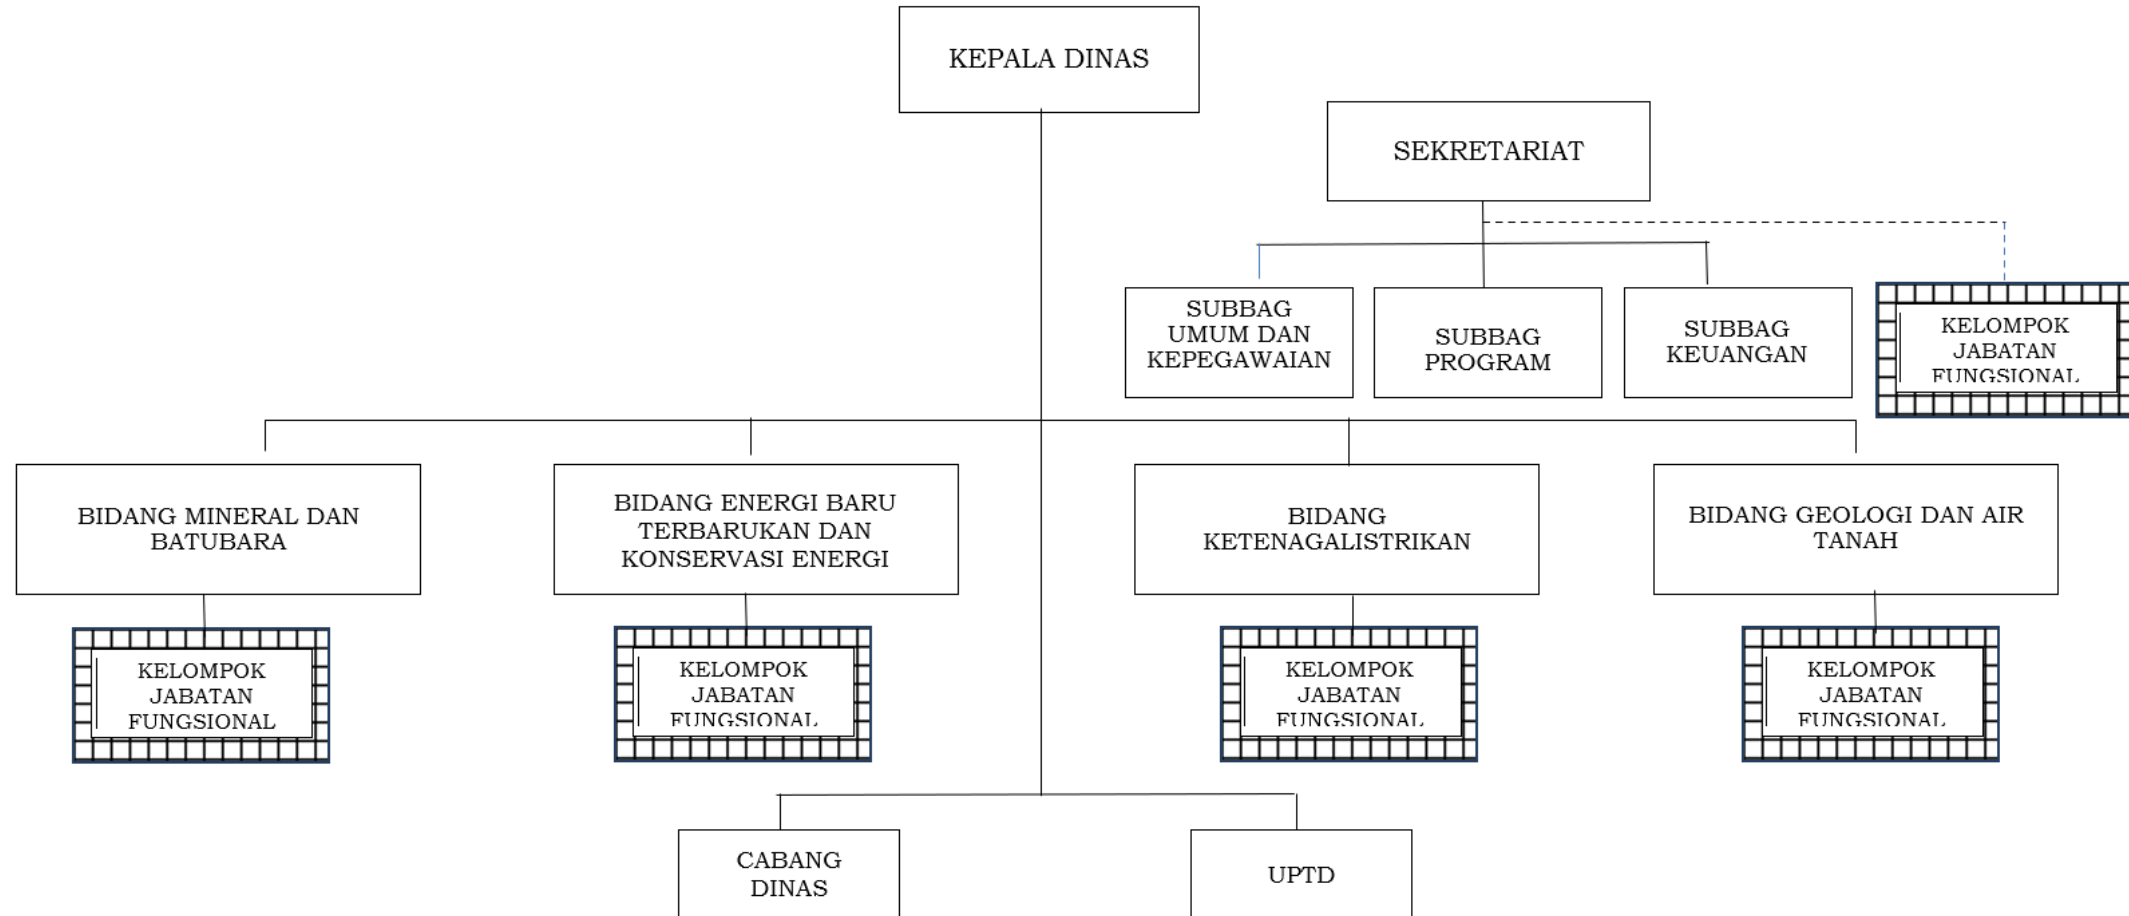 KEPALA DINAS
SEKRETARIAT
SUBBAG
UMUM DAN
KEPEGAWAIAN
SUBBAG
PROGRAM
SUBBAG
KEUANGAN
KELOMPOK
JABATAN
FUNGSIONAL
BIDANG MINERAL DAN
BATUBARA
BIDANG ENERGI BARU
TERBARUKAN DAN
KONSERVASI ENERGI
BIDANG
KETENAGALISTRIKAN
BIDANG GEOLOGI DAN AIR
TANAH
KELOMPOK
JABATAN
FUNGSIONAL
KELOMPOK
JABATAN
FUNGSIONAL
KELOMPOK
JABATAN
FUNGSIONAL
KELOMPOK
JABATAN
FUNGSIONAL
CABANG
DINAS
UPTD